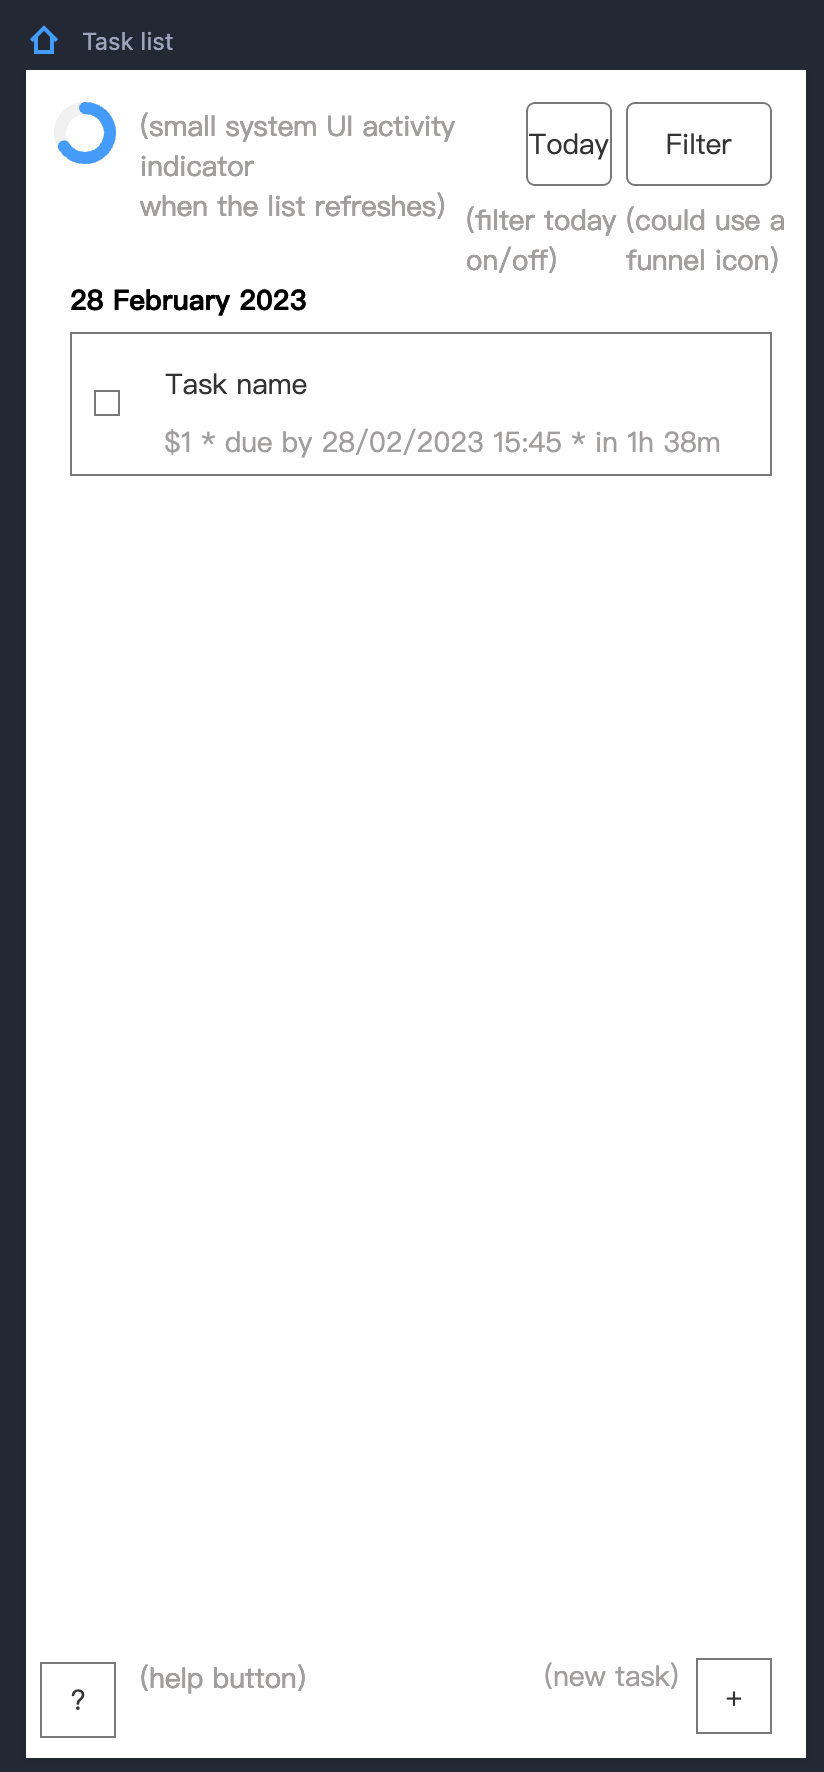 Task list
(small system UI activity
indicator
when the list refreshes)
Today
Filter
(filter today
on/off)
(could use a
funnel icon)
28 February 2023
Task name
$1 * due by 28/02/2023 15:45 * in 1h 38m
?
(help button)
(new task)
+